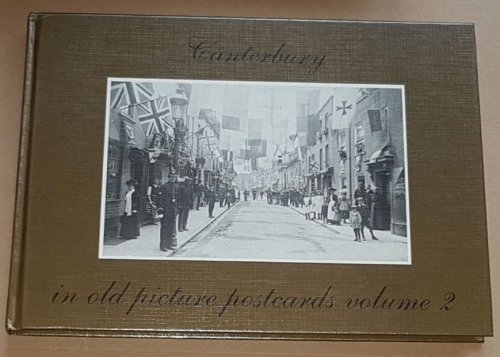 Canterbury
in old picture postcards volume 2